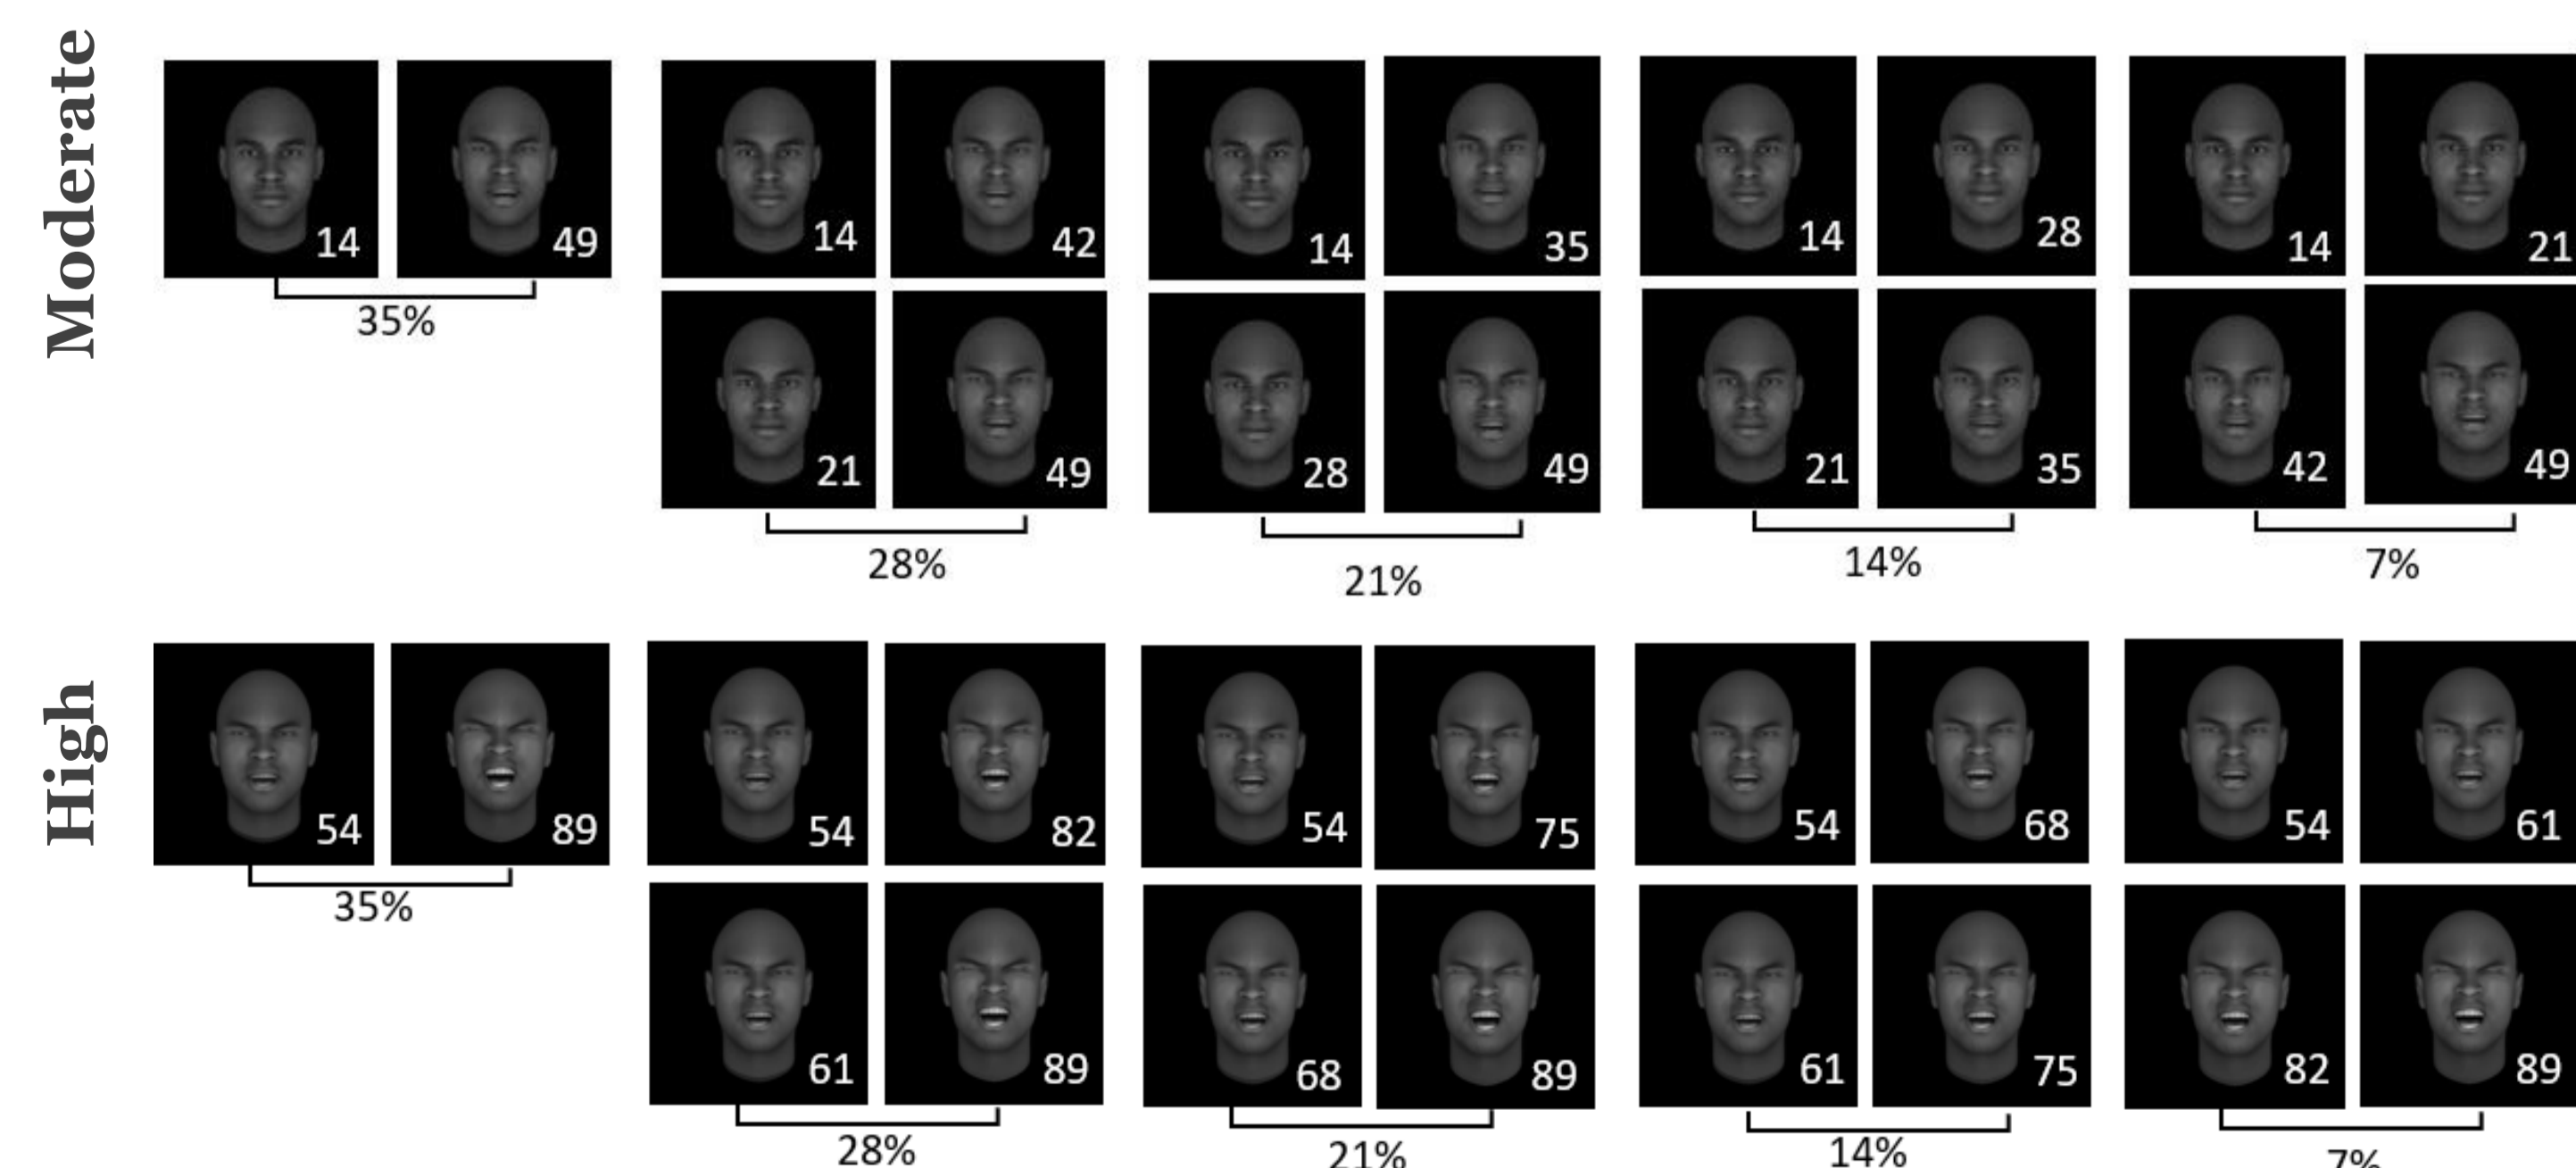 Moderate
14 49 14 42 14 35 14 28 14 21
35%
21 49 28 49 21 35 42 49
28% 21% 14% 7%
High
54 89 54 82 54 75 54 68 54 61
35%
61 89 68 89 61 75 82 89
28% 21% 14% 7%